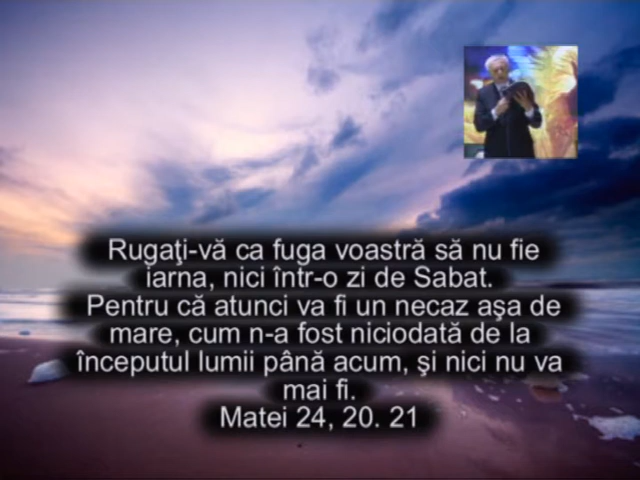 Rugaţi-vă ca fuga voastră să nu fie
iarna, nici într-o zi de Sabat.
Pentru că atunci va fi un necaz aşa de
mare, cum n-a fost niciodată de la
începutul lumii până acum, şi nici nu va
mai fi.
Matei 24, 20. 21